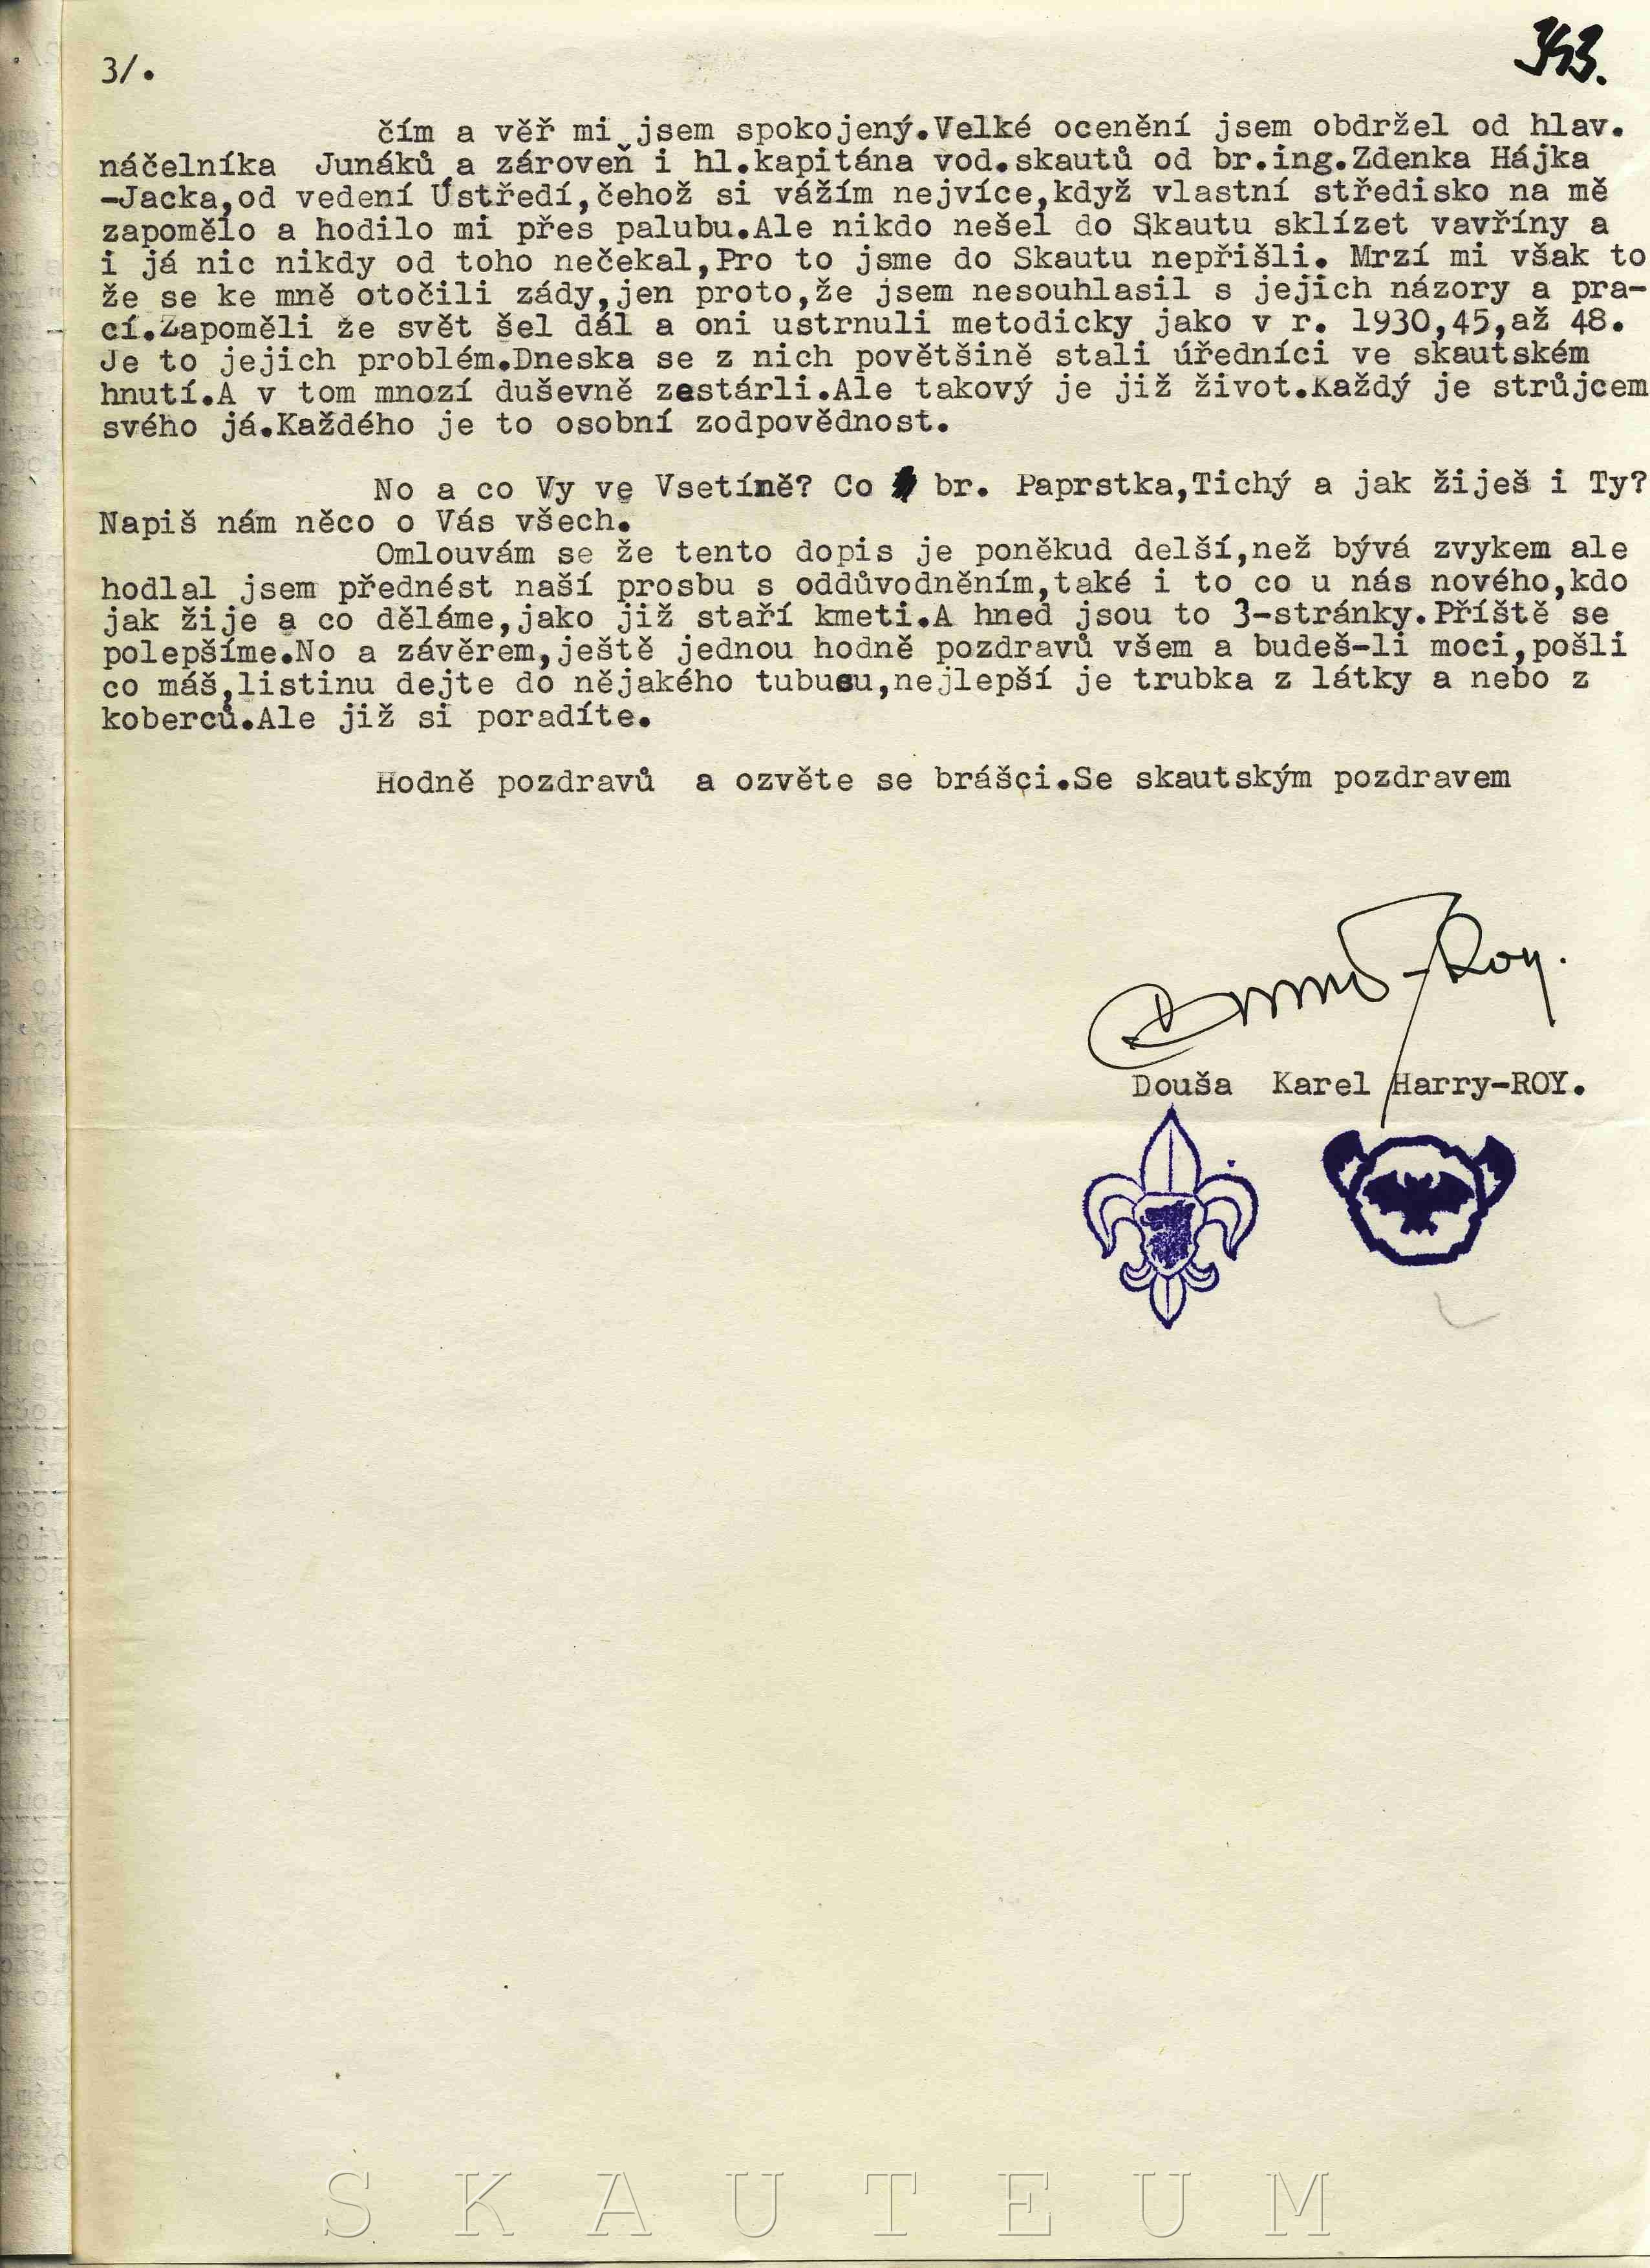 3/.
343.
čím a věř mi jsem spokojený.Velké ocenění jsem obdržel od hlav.
náčelníka Junáků a zároveň i hl.kapitána vod.skautů od br.ing.Zdenka Hájka
-Jacka,od vedení Ústředí,čehož si vážím nejvíce,když vlastní středisko na mě
zapomělo a hodilo mi přes palubu.Ale nikdo nešel do Skautu sklízet vavříny a
i já nic nikdy od toho nečekal,Pro to jsme do Skautu nepřišli. Mrzí mi však to
že se ke mně otočili zády,jen proto,že jsem nesouhlasil s jejich názory a pra-
cí.Zapoměli že svět šel dál a oni ustrnuli metodicky jako v r. 1930,45,až 48.
Je to jejich problém.Dneska se z nich povětšině stali úředníci ve skautském
hnutí.A v tom mnozí duševně zestárli.Ale takový je již život.Každý je strůjcem
svého já.Každého je to osobní zodpovědnost.
No a co Vy ve Vsetíně? Co br. Paprstka,Tichý a jak žiješ i Ty?
Napiš nám něco o Vás všech.
Omlouvám se že tento dopis je poněkud delší,než bývá zvykem ale
hodlal jsem přednést naší prosbu s oddůvodněním,také i to co u nás nového,kdo
jak žije a co děláme,jako již staří kmeti.A hned jsou to 3-stránky.Příště se
polepšíme.No a závěrem,ještě jednou hodně pozdravů všem a budeš-li moci,pošli
co máš,listinu dejte do nějakého tubusu,nejlepší je trubka z látky a nebo z
koberců.Ale již si poradíte.
Hodně pozdravů a ozvěte se brášci.Se skautským pozdravem
-Roy.
Douša Karel Harry-ROY.
SKAUTEUM